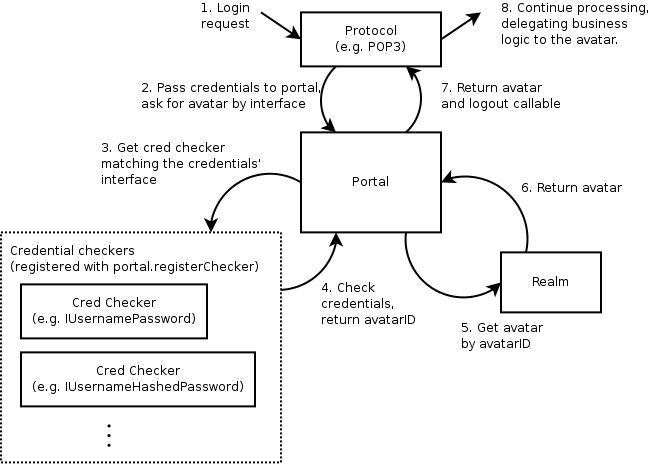 1. Login
request
Protocol
(e.g. POP3)
8. Continue processing,
delegating business
logic to the avatar.
2. Pass credentials to portal,
ask for avatar by interface
7. Return avatar
and logout callable
3. Get cred checker
matching the credentials'
interface
Portal
6. Return avatar
Credential checkers
(registered with portal.registerChecker)
Cred Checker
(e.g. IUsernamePassword)
Cred Checker
(e.g. IUsernameHashedPassword)
4. Check
credentials,
return avatarID
Realm
5. Get avatar
by avatarID